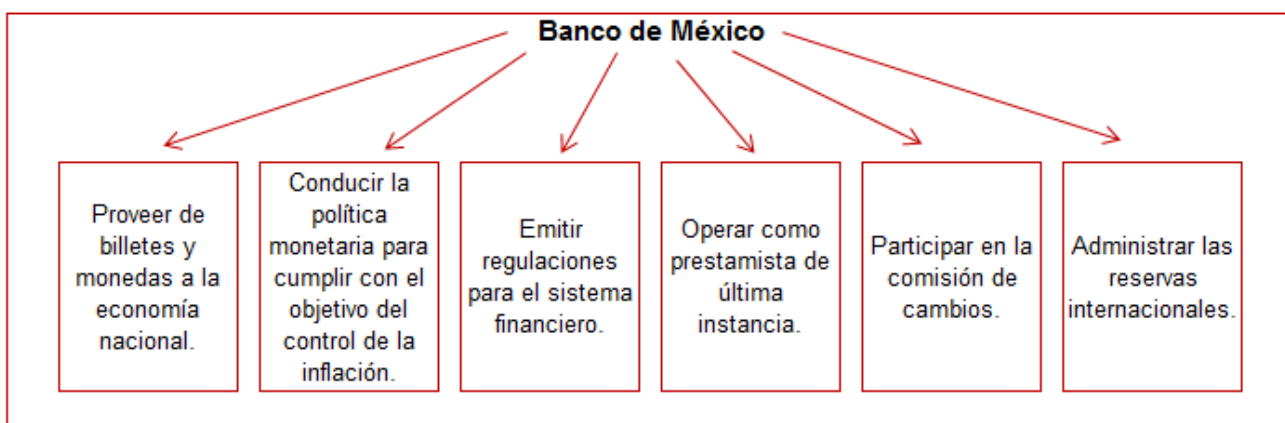 Banco de México
Proveer de
billetes y
monedas a la
economía
nacional.
Conducir la
política
monetaria para
cumplir con el
objetivo del
control de la
inflación.
Emitir
regulaciones
para el sistema
financiero.
Operar como
prestamista de
última
instancia.
Participar en la
comisión de
cambios.
Administrar las
reservas
internacionales.